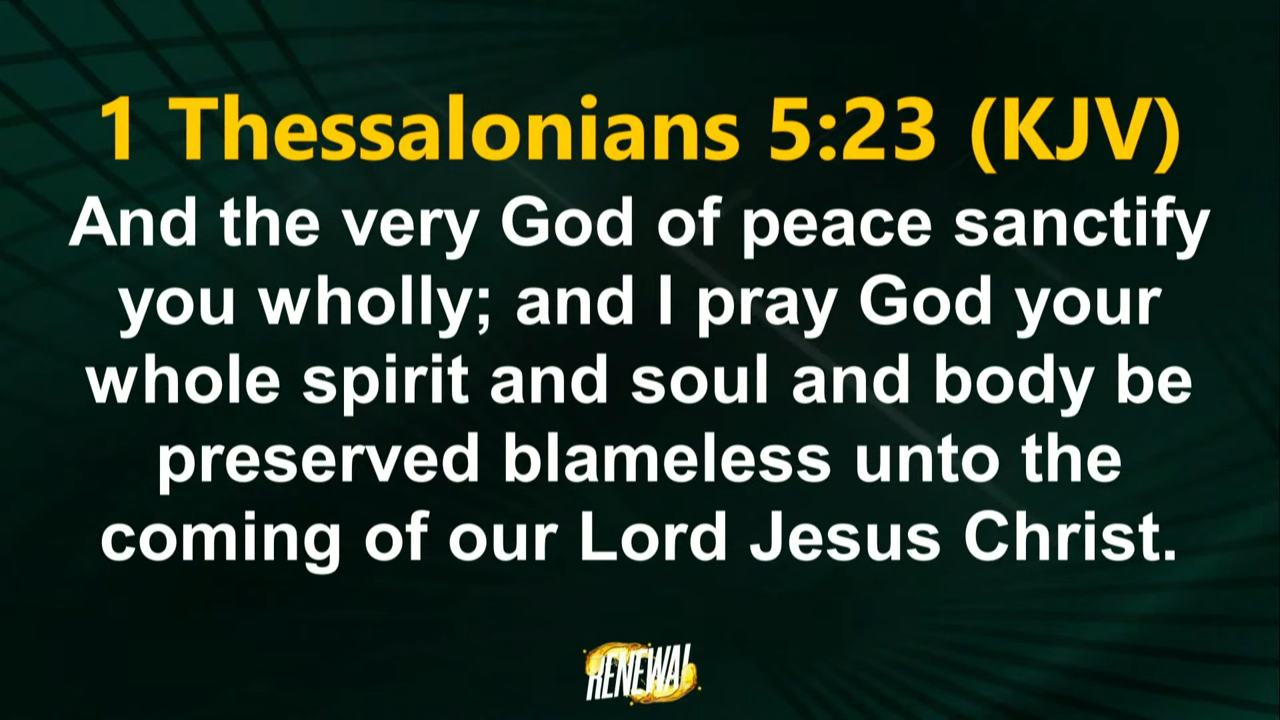 1 Thessalonians 5:23 (KJV)
And the very God of peace sanctify
you wholly; and I pray God your
whole spirit and soul and body be
preserved blameless unto the
coming of our Lord Jesus Christ.
RENEWAL